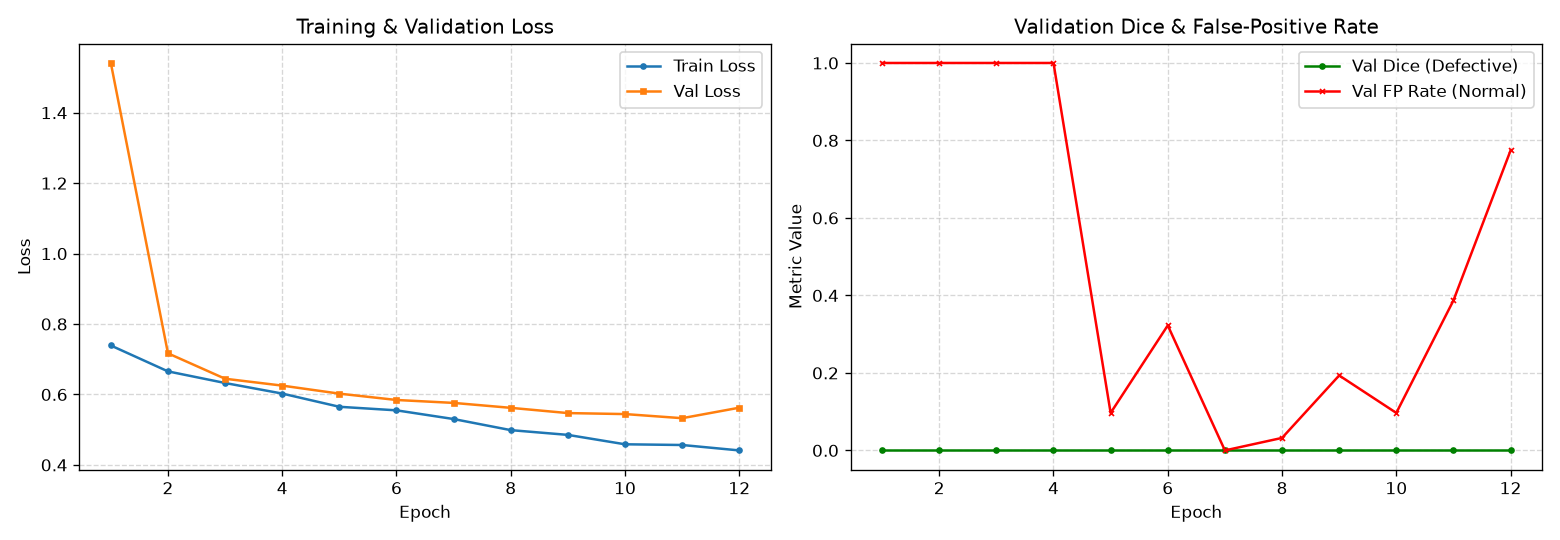 Training & Validation Loss
Train Loss
Val Loss
Loss
1.4
1.2
1.0
0.8
0.6
0.4
2 4 6 8 10 12
Epoch
Validation Dice & False-Positive Rate
Val Dice (Defective)
Val FP Rate (Normal)
Metric Value
1.0
0.8
0.6
0.4
0.2
0.0
2 4 6 8 10 12
Epoch